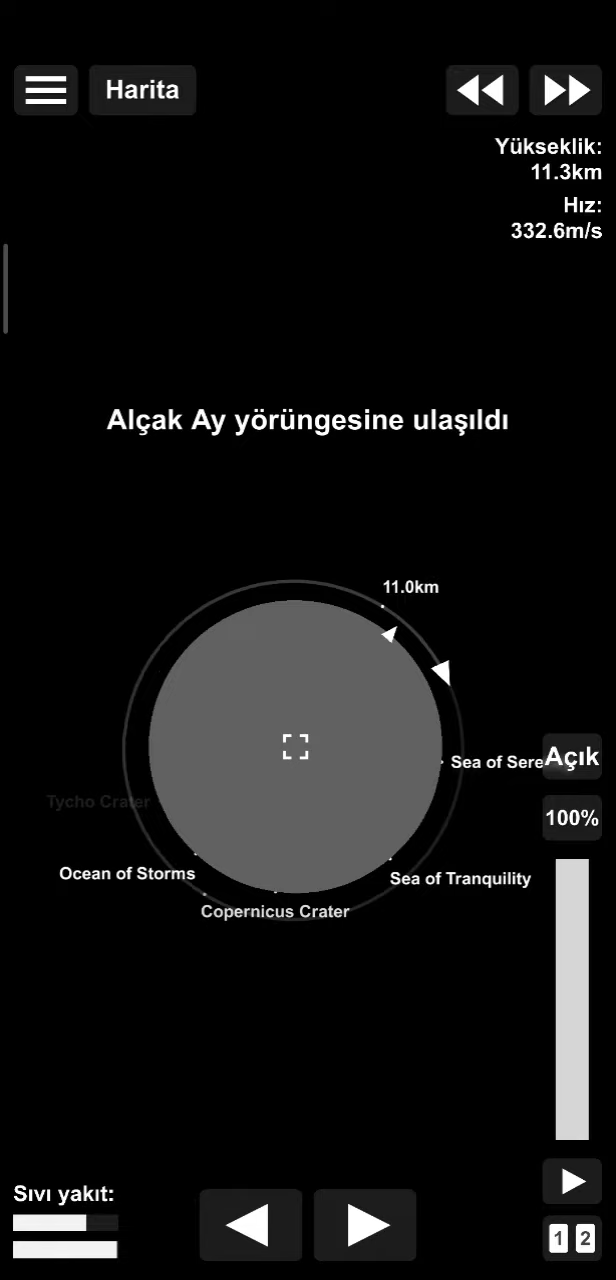 Harita
Yükseklik:
11.3km
Hız:
332.6m/s
Alçak Ay yörüngesine ulaşıldı
11.0km
Sea of Sere
Açık
Tycho Crater
100%
Ocean of Storms
Sea of Tranquility
Copernicus Crater
Sıvı yakıt:
1 2